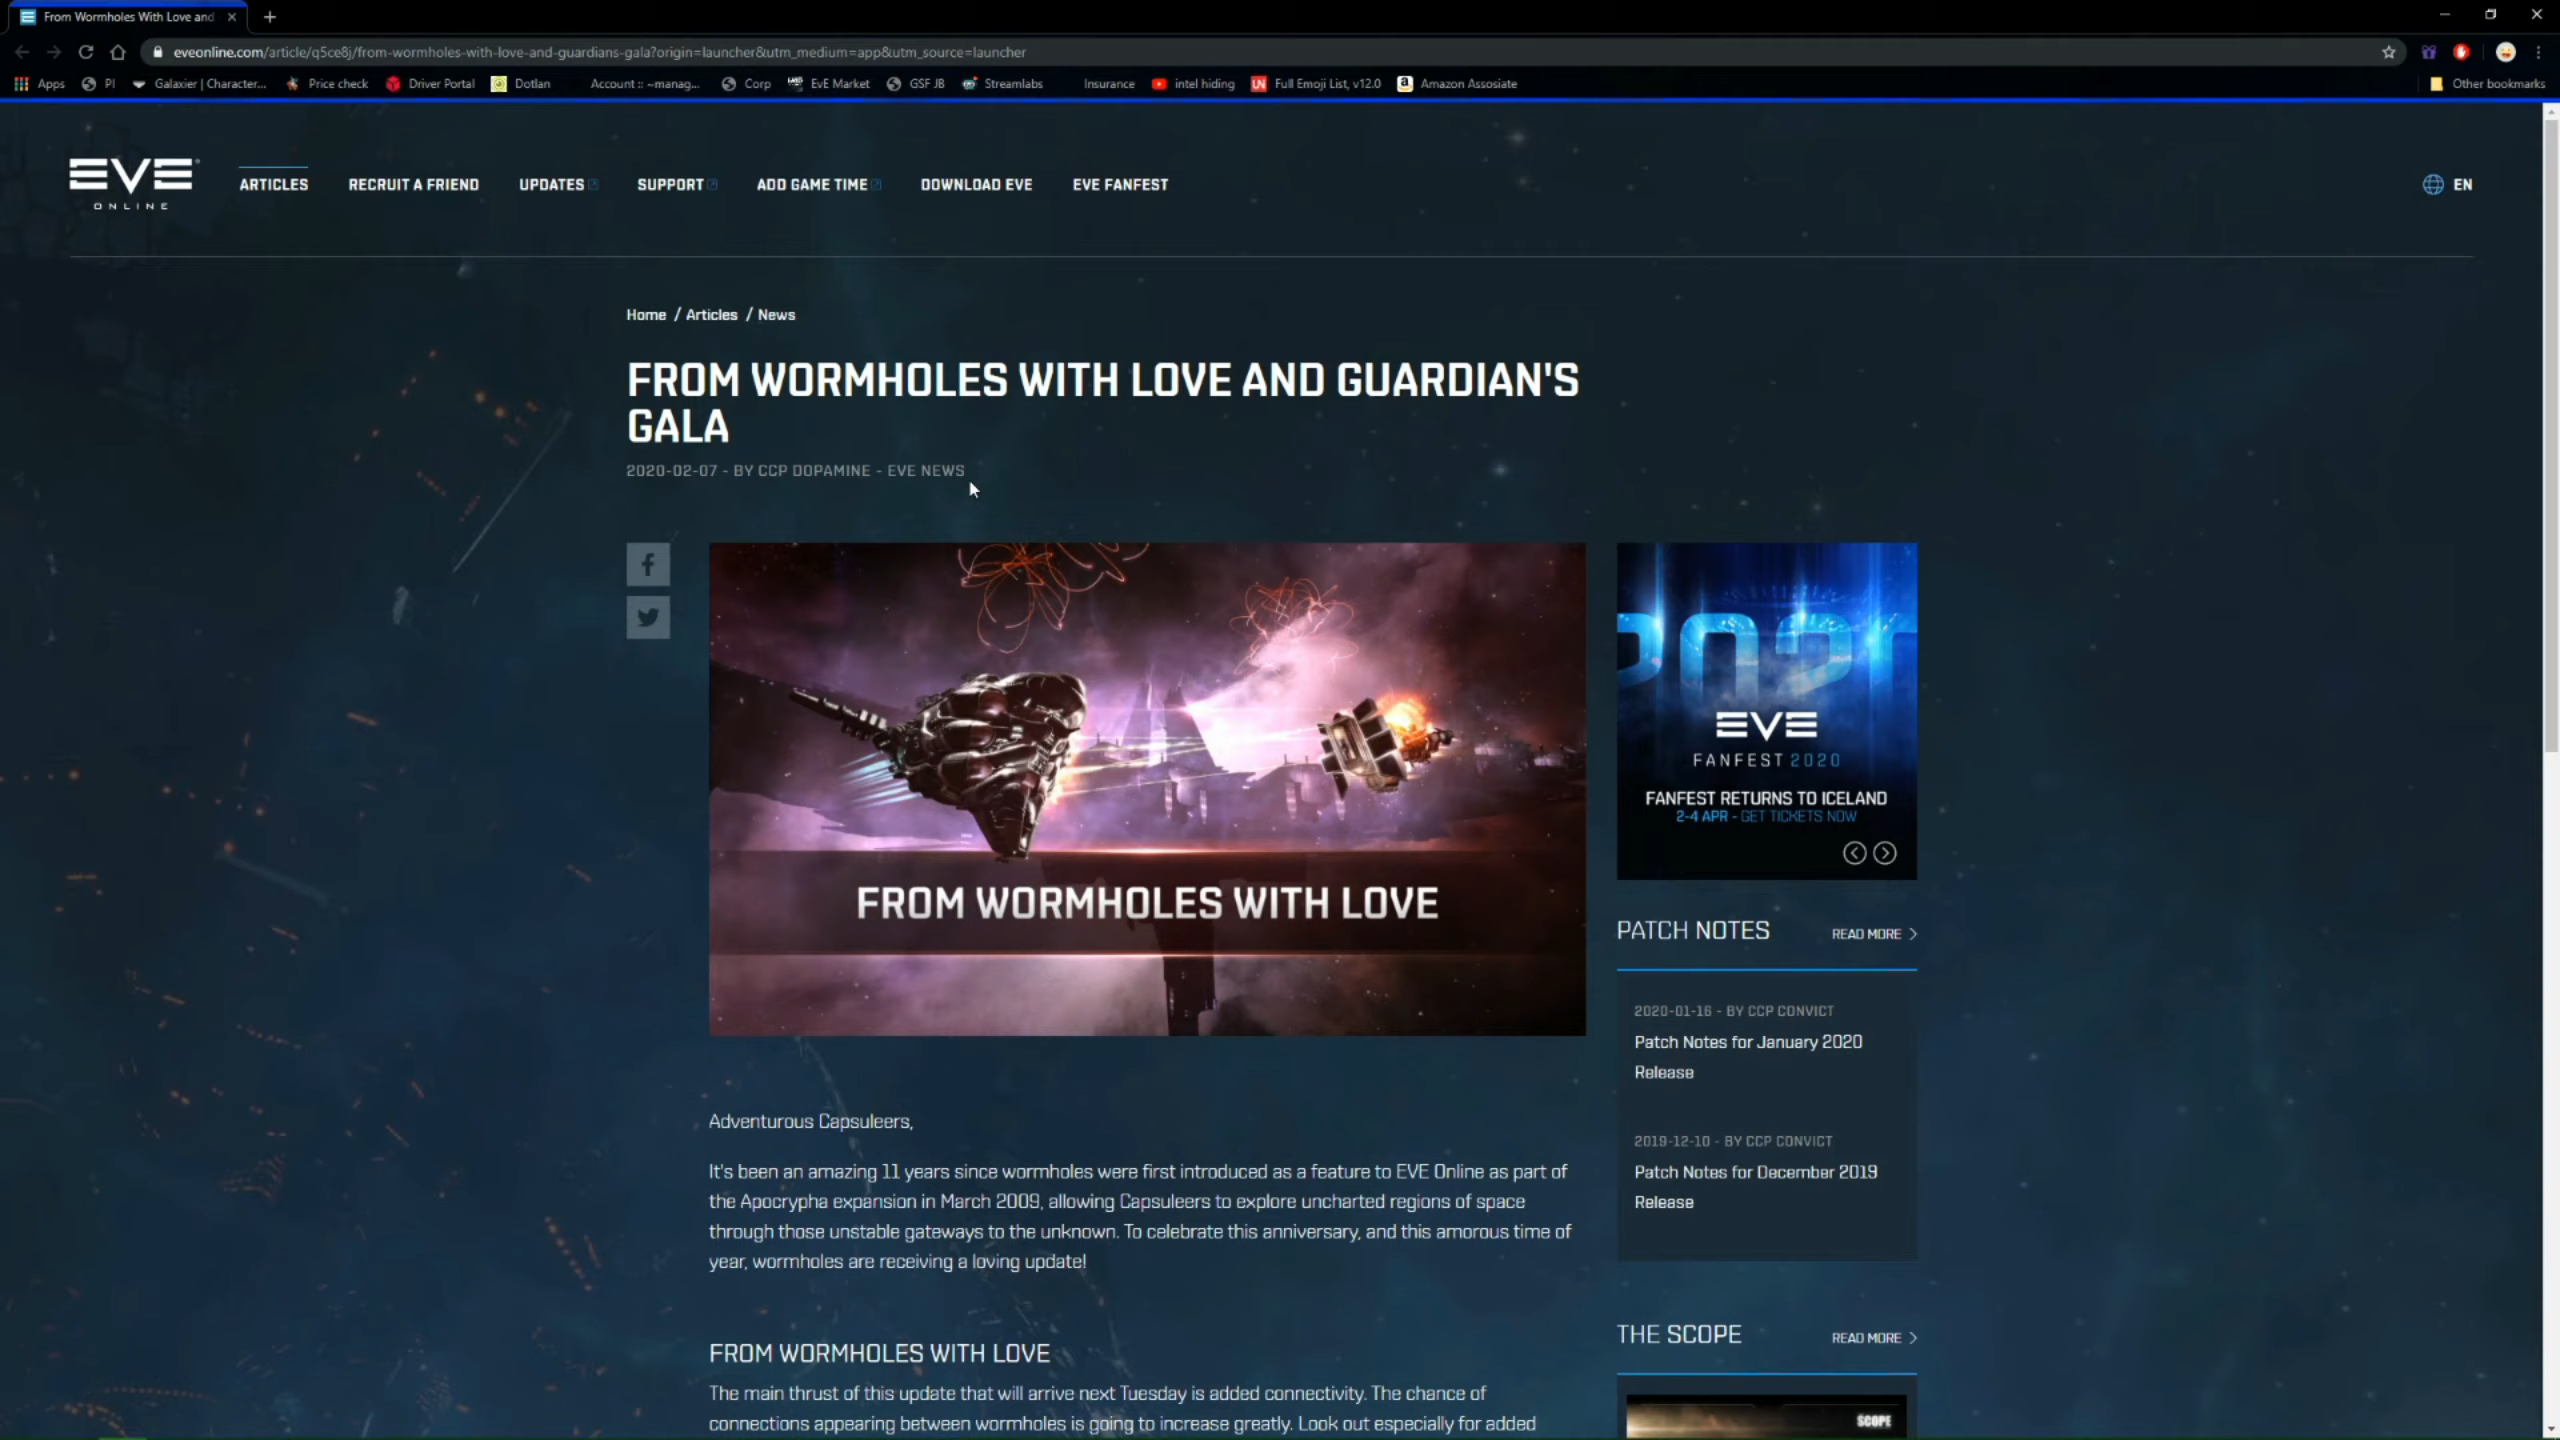 From Wormholes With Love and
eveonline.com/article/q5ce8j/from-wormholes-with-love-and-guardians-gala?origin=launcher&utm_medium=app&utm_source=launcher
Apps PI Galaxier | Character... Price check Driver Portal Dotlan Account :: ~manag... Corp EvE Market GSF JB Streamlabs Insurance intel hiding Full Emoji List, v12.0 Amazon Assosiate Other bookmarks
EVE
ONLINE
ARTICLES RECRUIT A FRIEND UPDATES SUPPORT ADD GAME TIME DOWNLOAD EVE EVE FANFEST EN
Home / Articles / News
FROM WORMHOLES WITH LOVE AND GUARDIAN'S
GALA
2020-02-07 - BY CCP DOPAMINE - EVE NEWS
FROM WORMHOLES WITH LOVE
Adventurous Capsuleers,
It's been an amazing 11 years since wormholes were first introduced as a feature to EVE Online as part of
the Apocrypha expansion in March 2009, allowing Capsuleers to explore uncharted regions of space
through those unstable gateways to the unknown. To celebrate this anniversary, and this amorous time of
year, wormholes are receiving a loving update!
FROM WORMHOLES WITH LOVE
The main thrust of this update that will arrive next Tuesday is added connectivity. The chance of
connections appearing between wormholes is going to increase greatly. Look out especially for added
EVE
FANFEST 2020
FANFEST RETURNS TO ICELAND
2-4 APR - GET TICKETS NOW
PATCH NOTES READ MORE
2020-01-16 - BY CCP CONVICT
Patch Notes for January 2020
Release
2019-12-10 - BY CCP CONVICT
Patch Notes for December 2019
Release
THE SCOPE READ MORE
SCOPE